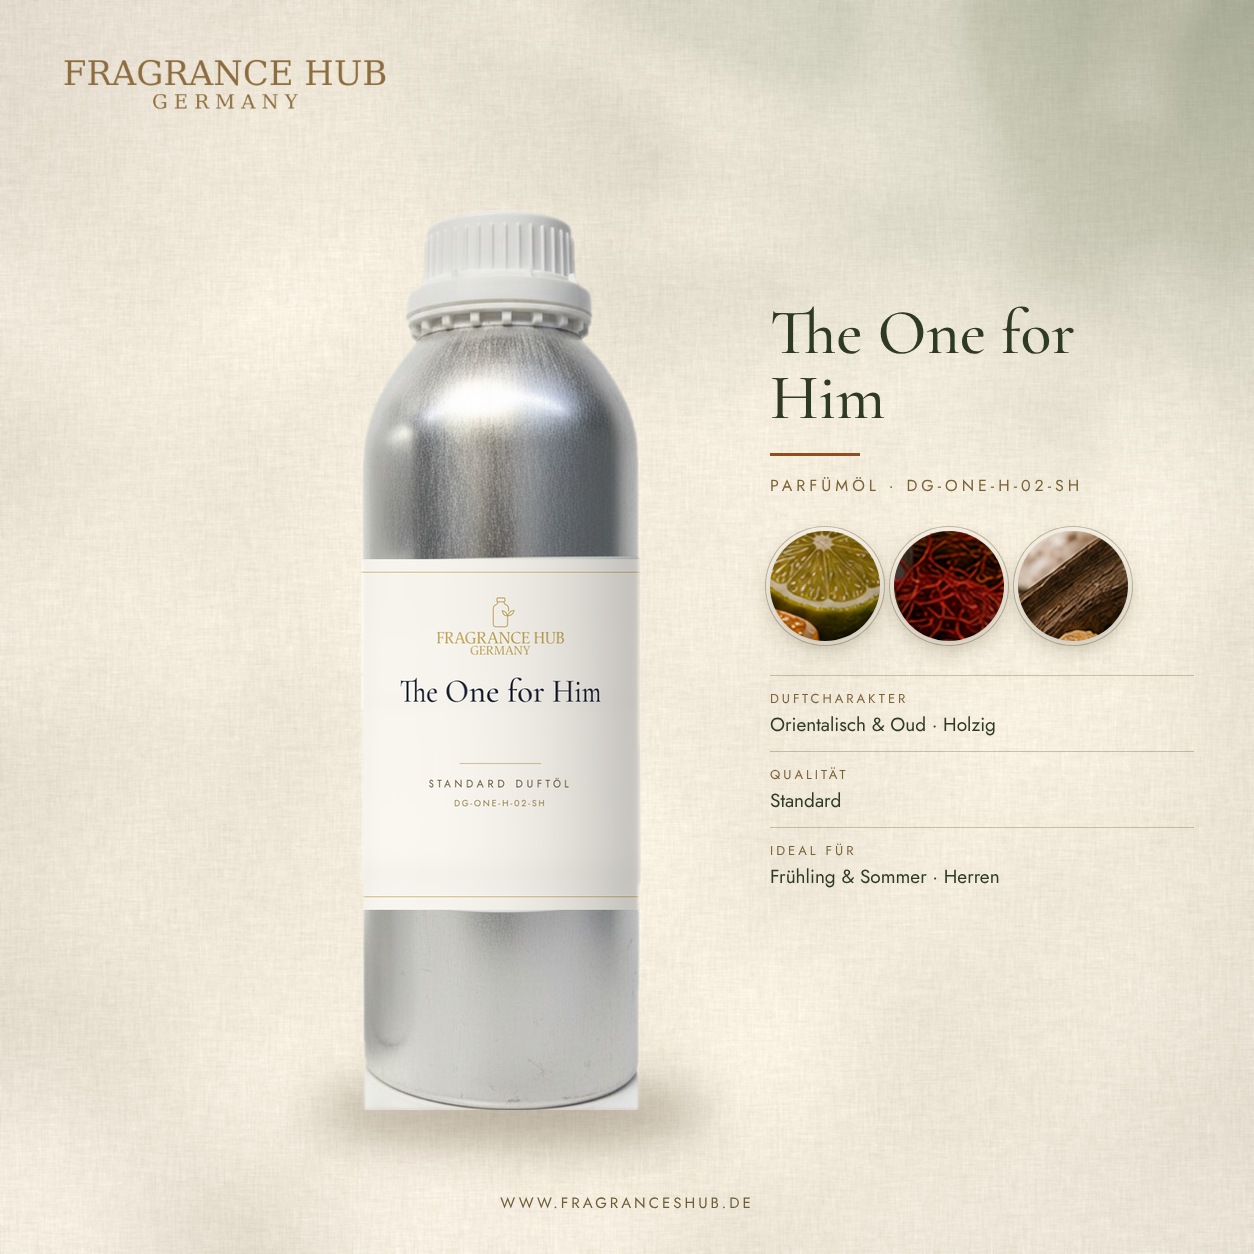 FRAGRANCE HUB
GERMANY
The One for
Him
PARFÜMÖL · DG-ONE-H-02-SH
DUFTCHARAKTER
Orientalisch & Oud · Holzig
QUALITÄT
Standard
IDEAL FÜR
Frühling & Sommer · Herren
FRAGRANCE HUB
GERMANY
The One for Him
STANDARD DUFTÖL
DG-ONE-H-02-SH
WWW.FRAGRANCESHUB.DE